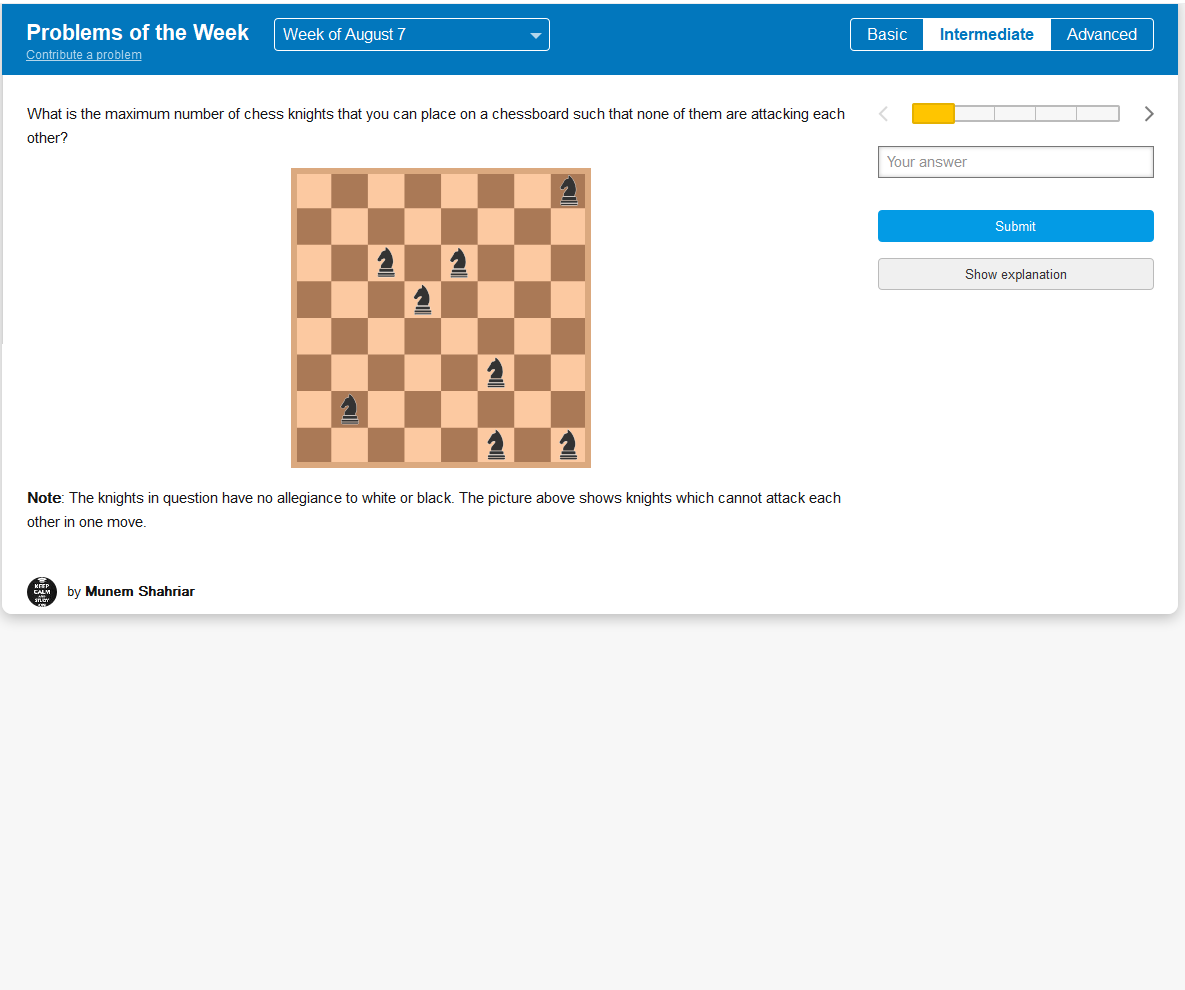 Problems of the Week
Contribute a problem
Week of August 7
Basic
Intermediate
Advanced
What is the maximum number of chess knights that you can place on a chessboard such that none of them are attacking each
other?
Your answer
Submit
Show explanation
Note: The knights in question have no allegiance to white or black. The picture above shows knights which cannot attack each
other in one move.
KEEP
CALM
AND
STUDY
by Munem Shahriar